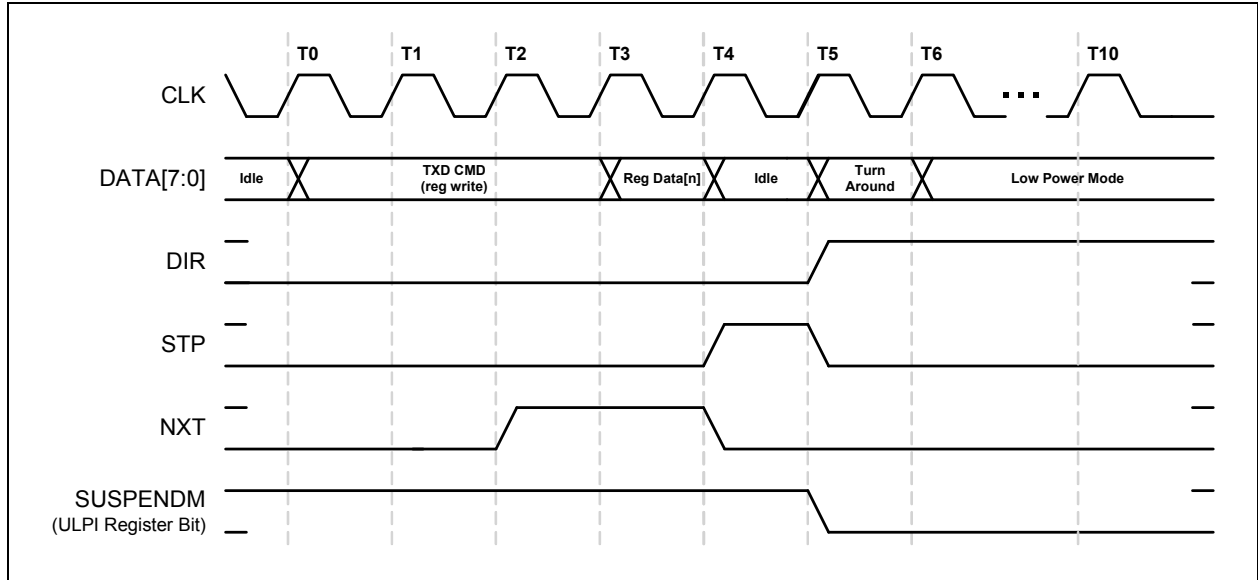 T0 T1 T2 T3 T4 T5 T6 T10
CLK
...
DATA[7:0] Idle TXD CMD Reg Data[n] Idle Turn Low Power Mode
(reg write) Around
DIR
STP
NXT
SUSPENDM
(ULPI Register Bit)